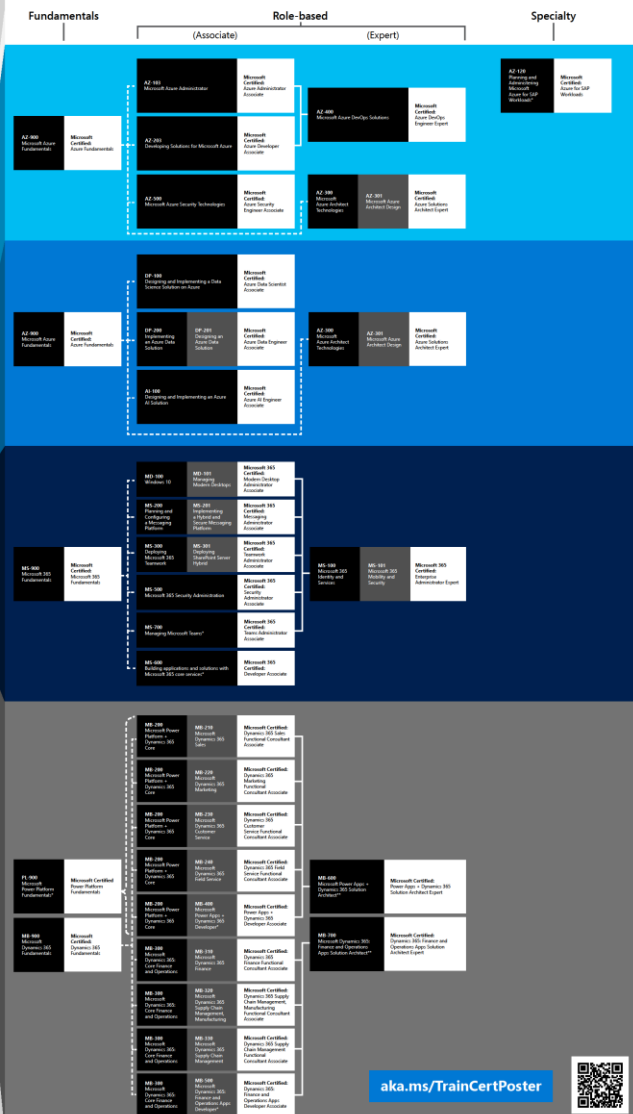 Fundamentals
Role-based
Specialty
(Associate)
(Expert)
AZ-900
Microsoft Azure
Fundamentals
Microsoft
Certified:
Azure Fundamentals
AZ-103
Microsoft Azure Administrator
Microsoft
Certified:
Azure Administrator
Associate
AZ-203
Developing Solutions for Microsoft Azure
Microsoft
Certified:
Azure Developer
Associate
AZ-500
Microsoft Azure Security Technologies
Microsoft
Certified:
Azure Security
Engineer Associate
AZ-400
Microsoft Azure DevOps Solutions
Microsoft
Certified:
Azure DevOps
Engineer Expert
AZ-300
Microsoft
Azure Architect
Technologies
AZ-301
Microsoft Azure
Architect Design
Microsoft
Certified:
Azure Solutions
Architect Expert
AZ-120
Planning and
Administering
Microsoft
Azure for SAP
Workloads*
Microsoft
Certified:
Azure for SAP
Workloads
AZ-900
Microsoft Azure
Fundamentals
Microsoft
Certified:
Azure Fundamentals
DP-100
Designing and Implementing a Data
Science Solution on Azure
Microsoft
Certified:
Azure Data Scientist
Associate
DP-200
Implementing
an Azure Data
Solution
DP-201
Designing an
Azure Data
Solution
Microsoft
Certified:
Azure Data Engineer
Associate
AI-100
Designing and Implementing an Azure
AI Solution
Microsoft
Certified:
Azure AI Engineer
Associate
AZ-300
Microsoft
Azure Architect
Technologies
AZ-301
Microsoft Azure
Architect Design
Microsoft
Certified:
Azure Solutions
Architect Expert
MS-900
Microsoft 365
Fundamentals
Microsoft
Certified:
Microsoft 365
Fundamentals
MD-100
Windows 10
MD-101
Managing
Modern Desktops
Microsoft 365
Certified:
Modern Desktop
Administrator
Associate
MS-200
Planning and
Configuring
a Messaging
Platform
MS-201
Implementing
a Hybrid and
Secure Messaging
Platform
Microsoft 365
Certified:
Messaging
Administrator
Associate
MS-300
Deploying
Microsoft 365
Teamwork
MS-301
Deploying
SharePoint Server
Hybrid
Microsoft 365
Certified:
Teamwork
Administrator
Associate
MS-500
Microsoft 365 Security Administration
Microsoft 365
Certified:
Security
Administrator
Associate
MS-700
Managing Microsoft Teams*
Microsoft 365
Certified:
Teams Administrator
Associate
MS-600
Building applications and solutions with
Microsoft 365 core services*
Microsoft 365
Certified:
Developer Associate
MS-100
Microsoft 365
Identity and
Services
MS-101
Microsoft 365
Mobility and
Security
Microsoft 365
Certified:
Enterprise
Administrator Expert
PL-900
Microsoft
Power Platform
Fundamentals*
Microsoft Certified
Power Platform
Fundamentals
MB-900
Microsoft
Dynamics 365
Fundamentals
Microsoft
Certified:
Dynamics 365
Fundamentals
MB-200
Microsoft Power
Platform +
Dynamics 365
Core
MB-210
Microsoft
Dynamics 365
Sales
Microsoft Certified:
Dynamics 365 Sales
Functional Consultant
Associate
MB-200
Microsoft Power
Platform +
Dynamics 365
Core
MB-220
Microsoft
Dynamics 365
Marketing
Microsoft Certified:
Dynamics 365
Marketing
Functional
Consultant Associate
MB-200
Microsoft Power
Platform +
Dynamics 365
Core
MB-230
Microsoft
Dynamics 365
Customer
Service
Microsoft Certified:
Dynamics 365
Customer
Service Functional
Consultant Associate
MB-200
Microsoft Power
Platform +
Dynamics 365
Core
MB-240
Microsoft
Dynamics 365
Field Service
Microsoft Certified:
Dynamics 365 Field
Service Functional
Consultant Associate
MB-200
Microsoft Power
Platform +
Dynamics 365
Core
MB-400
Microsoft
Power Apps +
Dynamics 365
Developer*
Microsoft Certified:
Power Apps +
Dynamics 365
Developer Associate
MB-300
Microsoft
Dynamics 365:
Core Finance
and Operations
MB-310
Microsoft
Dynamics 365
Finance
Microsoft Certified:
Dynamics 365
Finance Functional
Consultant Associate
MB-300
Microsoft
Dynamics 365:
Core Finance
and Operations
MB-320
Microsoft
Dynamics 365
Supply Chain
Management,
Manufacturing
Microsoft Certified:
Dynamics 365 Supply
Chain Management,
Manufacturing
Functional Consultant
Associate
MB-300
Microsoft
Dynamics 365:
Core Finance
and Operations
MB-330
Microsoft
Dynamics 365
Supply Chain
Management
Microsoft Certified:
Dynamics 365 Supply
Chain Management
Functional
Consultant Associate
MB-300
Microsoft
Dynamics 365:
Core Finance
and Operations
MB-500
Microsoft
Dynamics 365:
Finance and
Operations Apps
Developer*
Microsoft Certified:
Dynamics 365:
Finance and
Operations Apps
Developer Associate
MB-600
Microsoft Power Apps +
Dynamics 365 Solution
Architect**
Microsoft Certified:
Power Apps + Dynamics 365
Solution Architect Expert
MB-700
Microsoft Dynamics 365:
Finance and Operations
Apps Solution Architect**
Microsoft Certified:
Dynamics 365: Finance and
Operations Apps Solution
Architect Expert
aka.ms/TrainCertPoster